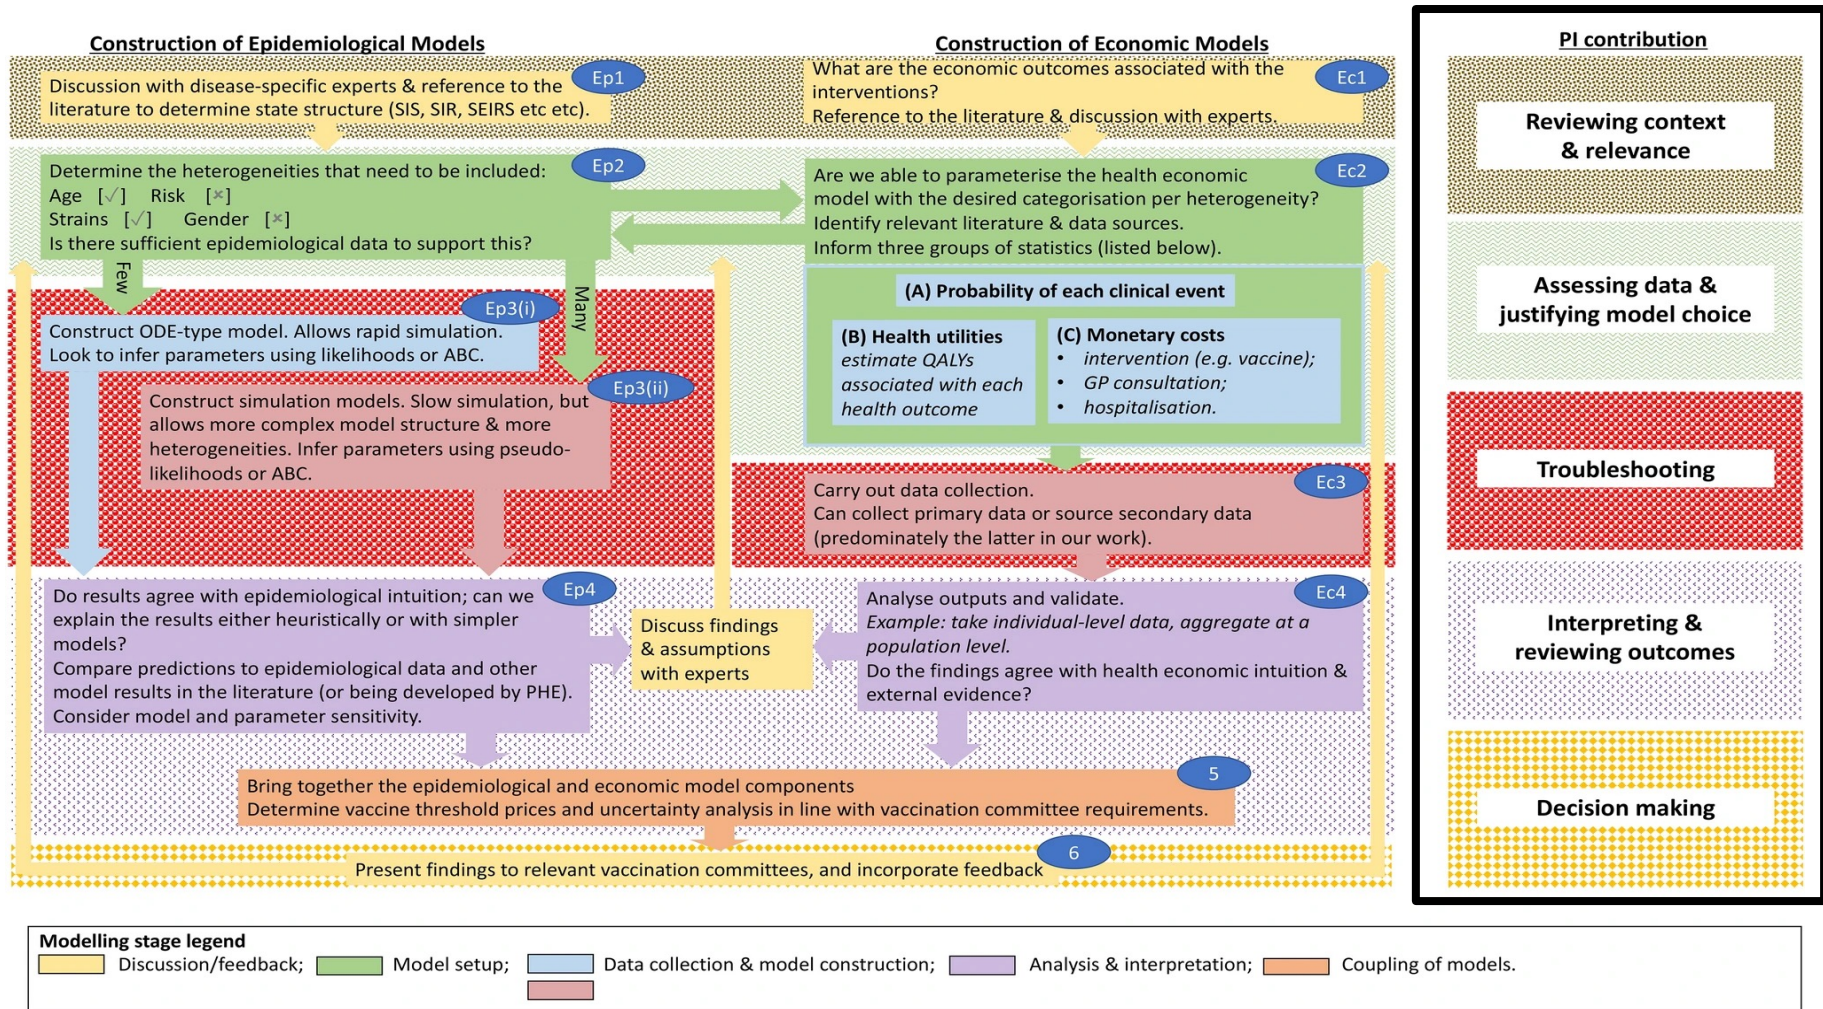 Construction of Epidemiological Models
Ep1
Discussion with disease-specific experts & reference to the
literature to determine state structure (SIS, SIR, SEIRS etc etc).
Ep2
Determine the heterogeneities that need to be included:
Age [✓] Risk [×]
Strains [✓] Gender [×]
Is there sufficient epidemiological data to support this?
Few
Many
Ep3(i)
Construct ODE-type model. Allows rapid simulation.
Look to infer parameters using likelihoods or ABC.
Ep3(ii)
Construct simulation models. Slow simulation, but
allows more complex model structure & more
heterogeneities. Infer parameters using pseudo-
likelihoods or ABC.
Ep4
Do results agree with epidemiological intuition; can we
explain the results either heuristically or with simpler
models?
Compare predictions to epidemiological data and other
model results in the literature (or being developed by PHE).
Consider model and parameter sensitivity.
Discuss findings
& assumptions
with experts
Construction of Economic Models
Ec1
What are the economic outcomes associated with the
interventions?
Reference to the literature & discussion with experts.
Ec2
Are we able to parameterise the health economic
model with the desired categorisation per heterogeneity?
Identify relevant literature & data sources.
Inform three groups of statistics (listed below).
(A) Probability of each clinical event
(B) Health utilities
estimate QALYs
associated with each
health outcome
(C) Monetary costs
• intervention (e.g. vaccine);
• GP consultation;
• hospitalisation.
Ec3
Carry out data collection.
Can collect primary data or source secondary data
(predominately the latter in our work).
Ec4
Analyse outputs and validate.
Example: take individual-level data, aggregate at a
population level.
Do the findings agree with health economic intuition &
external evidence?
5
Bring together the epidemiological and economic model components
Determine vaccine threshold prices and uncertainty analysis in line with vaccination committee requirements.
6
Present findings to relevant vaccination committees, and incorporate feedback
PI contribution
Reviewing context
& relevance
Assessing data &
justifying model choice
Troubleshooting
Interpreting &
reviewing outcomes
Decision making
Modelling stage legend
Discussion/feedback; Model setup; Data collection & model construction; Analysis & interpretation; Coupling of models.